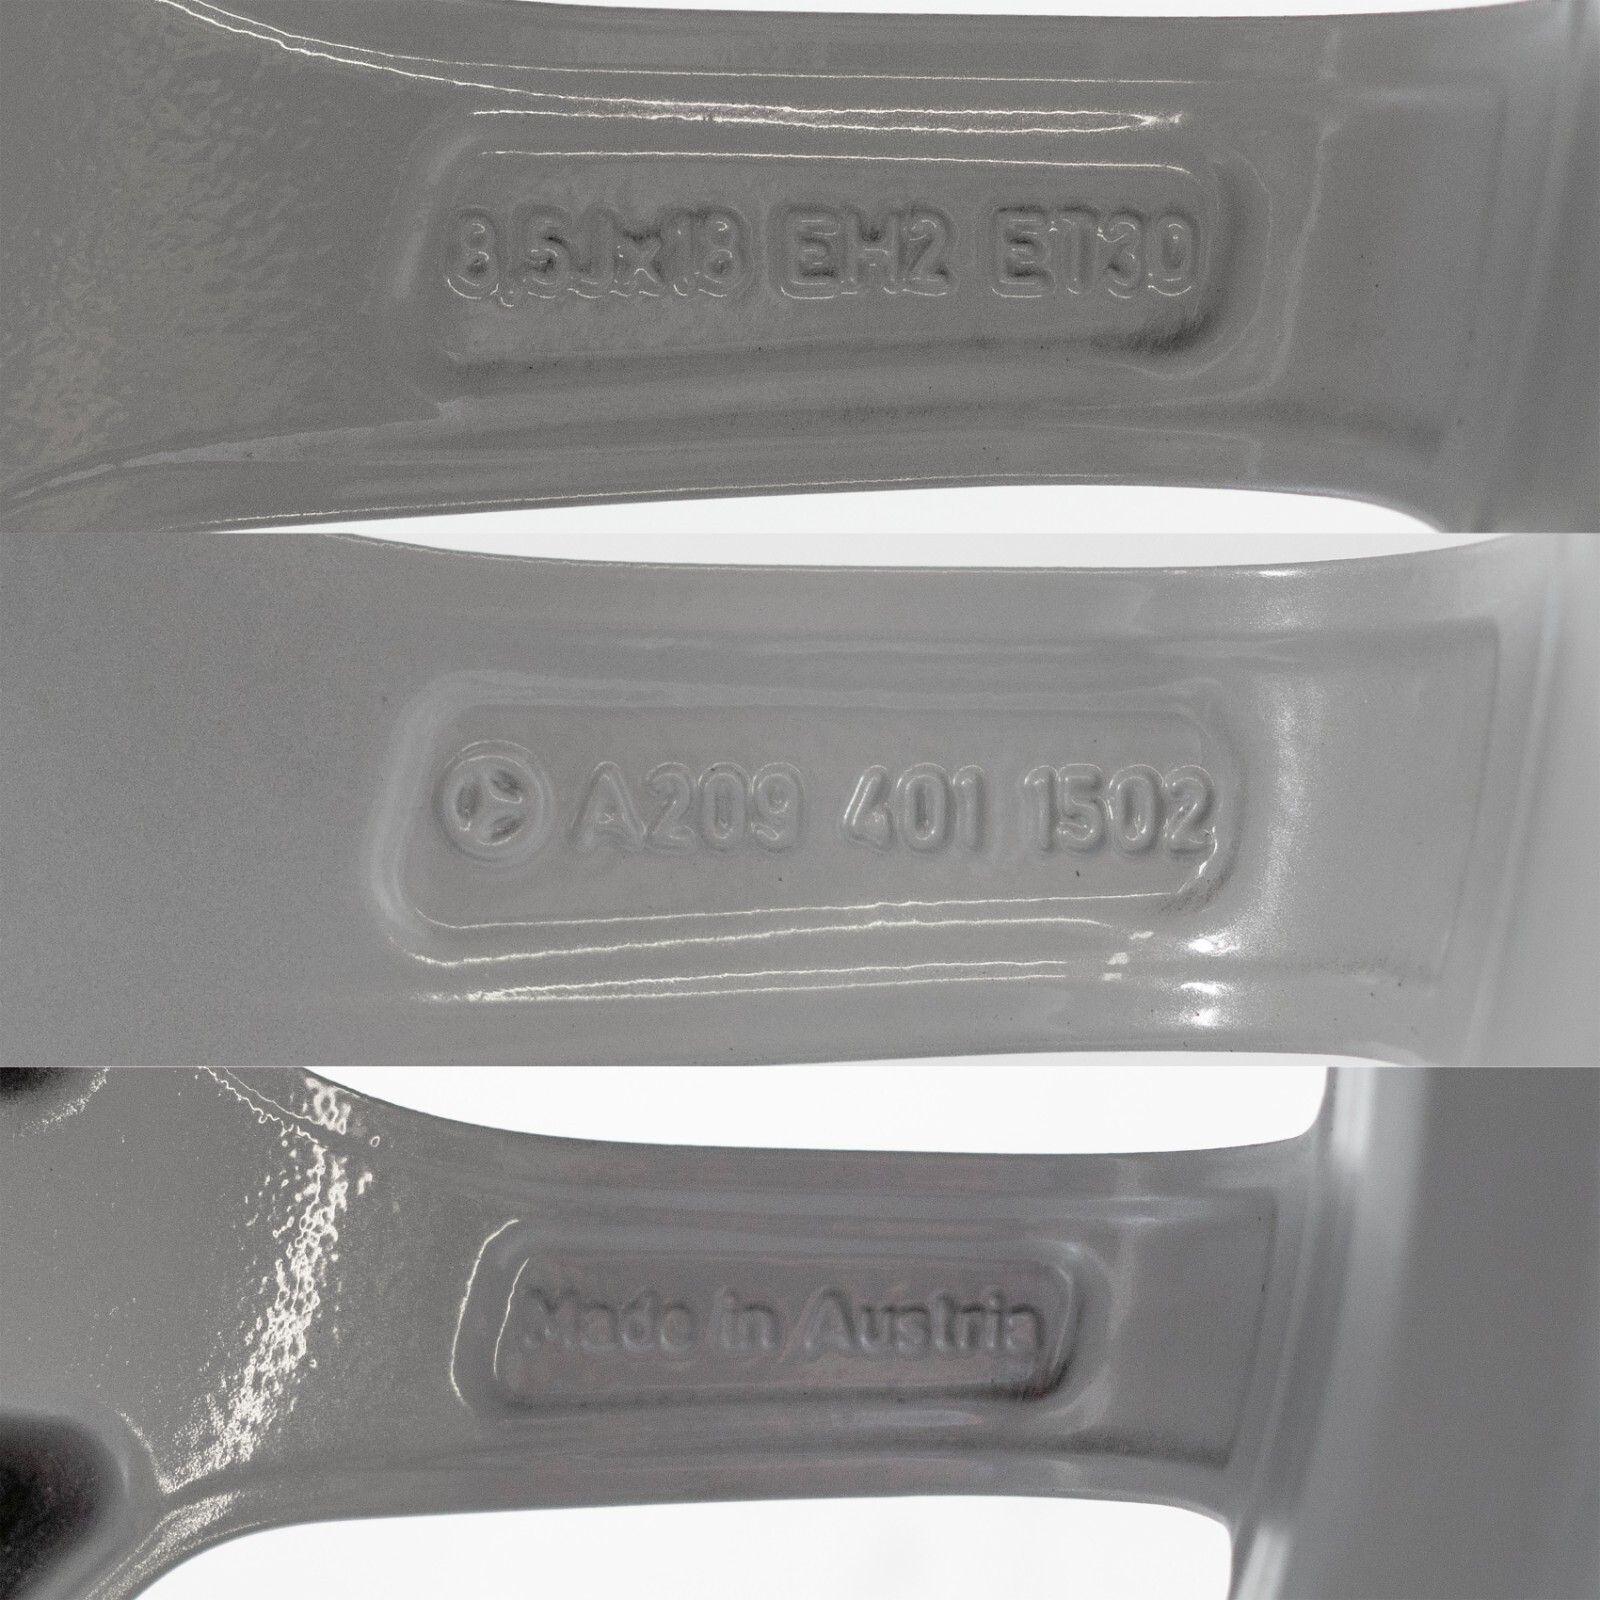 8,5Jx18 EH2 ET30
A209 401 1502
Made in Austria